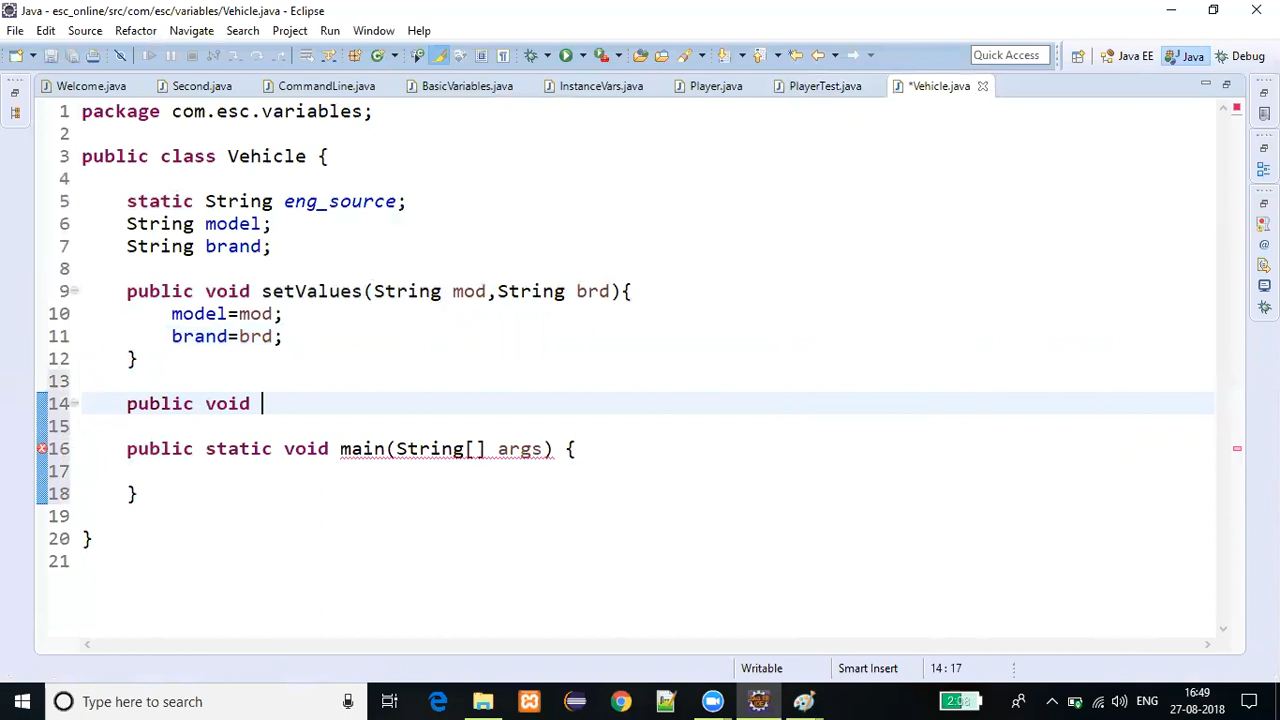 Java - esc_online/src/com/esc/variables/Vehicle.java - Eclipse
File Edit Source Refactor Navigate Search Project Run Window Help
Quick Access Java EE Java Debug
Welcome.java Second.java CommandLine.java BasicVariables.java InstanceVars.java Player.java PlayerTest.java *Vehicle.java
1 package com.esc.variables;
2
3 public class Vehicle {
4
5 static String eng_source;
6 String model;
7 String brand;
8
9 public void setValues(String mod,String brd){
10 model=mod;
11 brand=brd;
12 }
13
14 public void
15
16 public static void main(String[] args) {
17
18 }
19
20 }
21
Writable Smart Insert 14 : 17
Type here to search 2:08 ENG 16:49
27-08-2018